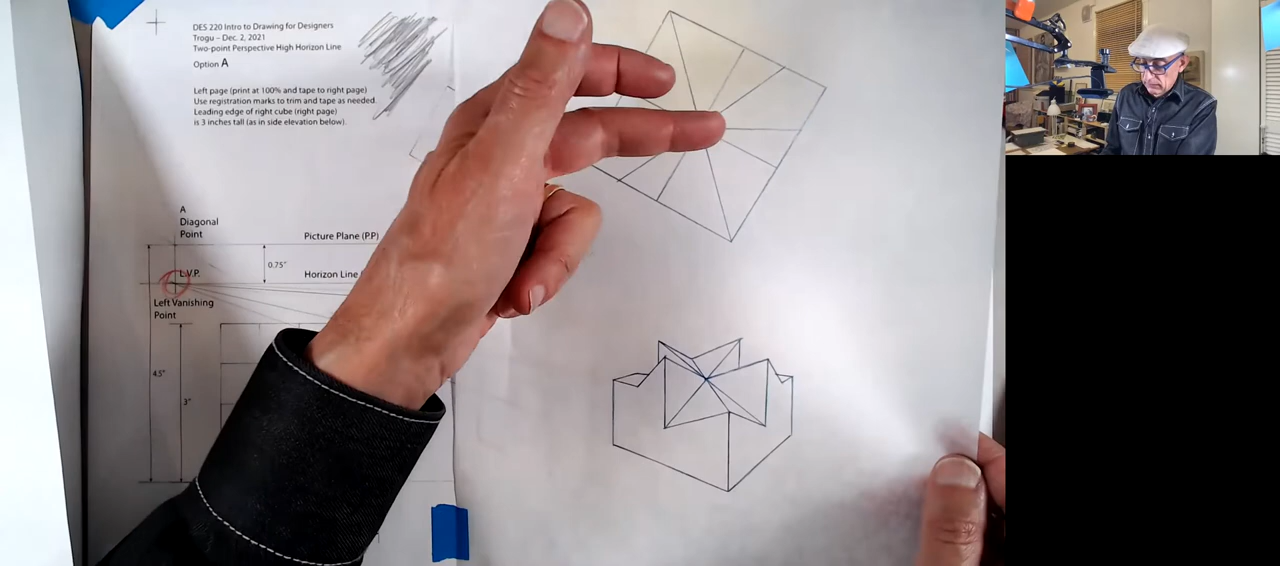 DES 220 Intro to Drawing for Designers
Trogu – Dec. 2, 2021
Two-point Perspective High Horizon Line
Option A
Left page (print at 100% and tape to right page)
Use registration marks to trim and tape as needed.
Leading edge of right cube (right page)
is 3 inches tall (as in side elevation below).
A
Diagonal
Point
Picture Plane (P.P)
0.75"
L.V.P.
Horizon Line
Left Vanishing
Point
4.5"
3"